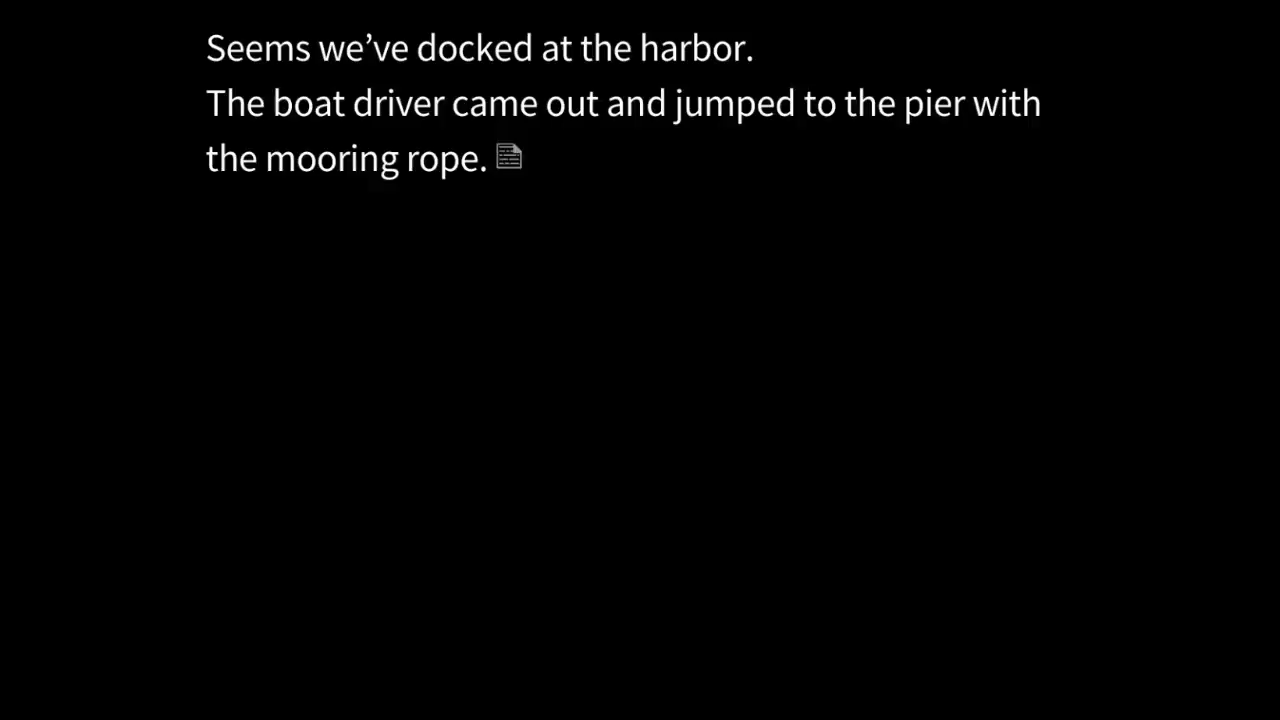 Seems we’ve docked at the harbor.
The boat driver came out and jumped to the pier with
the mooring rope.